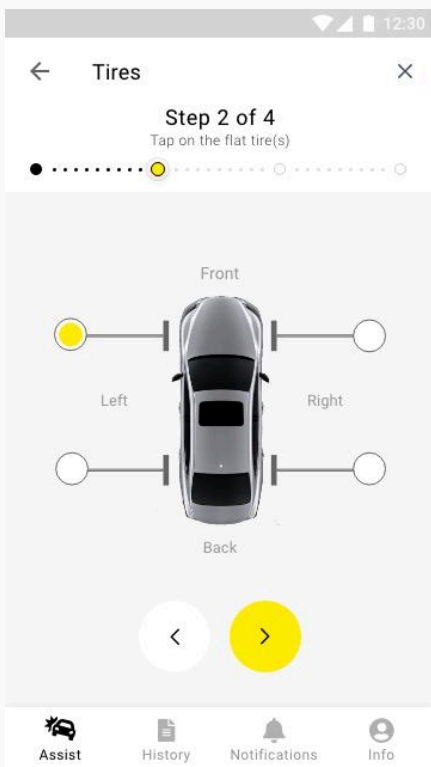 12:30
Tires
Step 2 of 4
Tap on the flat tire(s)
Front
Left
Right
Back
Assist
History
Notifications
Info